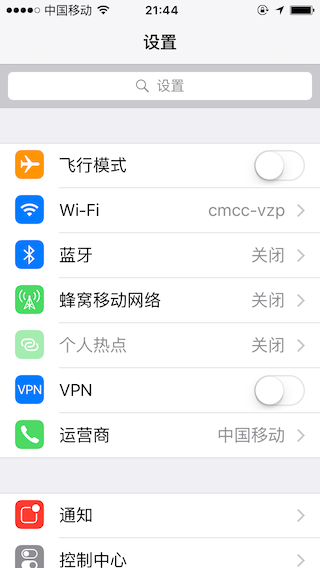 中国移动 21:44
设置
设置
飞行模式
Wi-Fi cmcc-vzp
蓝牙 关闭
蜂窝移动网络 关闭
个人热点 关闭
VPN VPN
运营商 中国移动
通知
控制中心